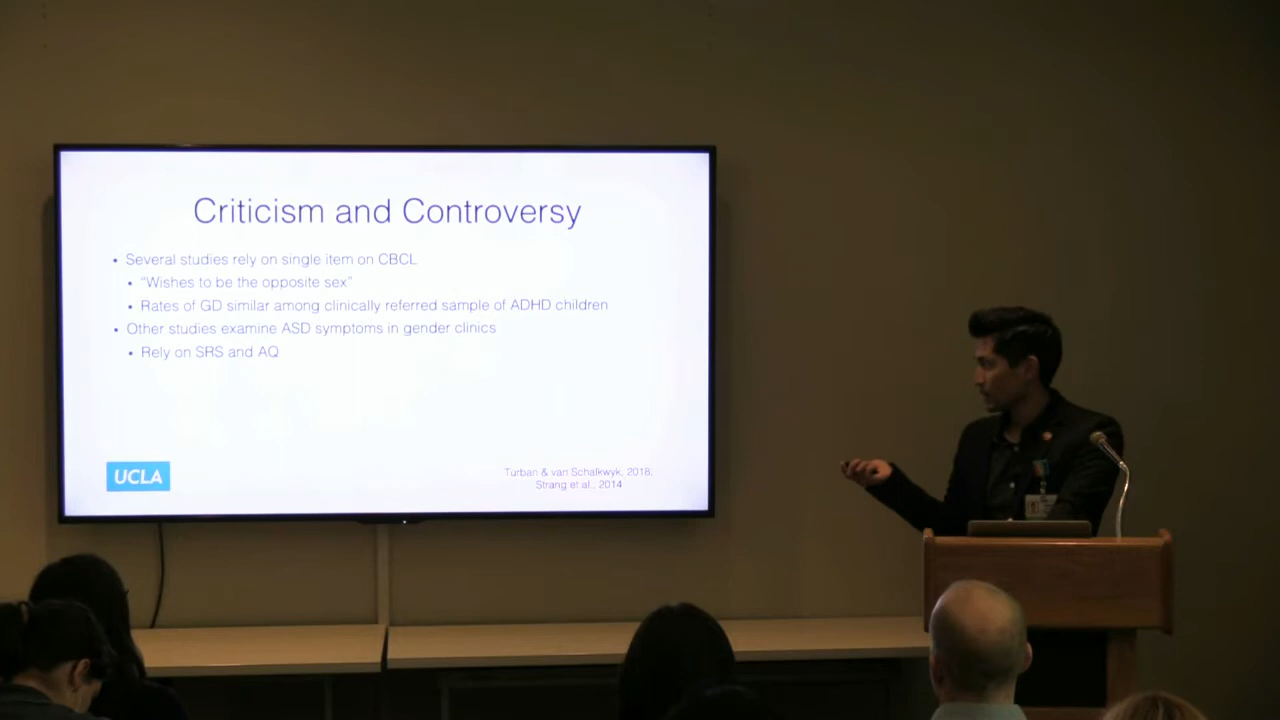 Criticism and Controversy
• Several studies rely on single item on CBCL
• "Wishes to be the opposite sex"
• Rates of GD similar among clinically referred sample of ADHD children
• Other studies examine ASD symptoms in gender clinics
• Rely on SRS and AQ
UCLA
Turban & van Schalkwyk, 2018;
Strang et al., 2014